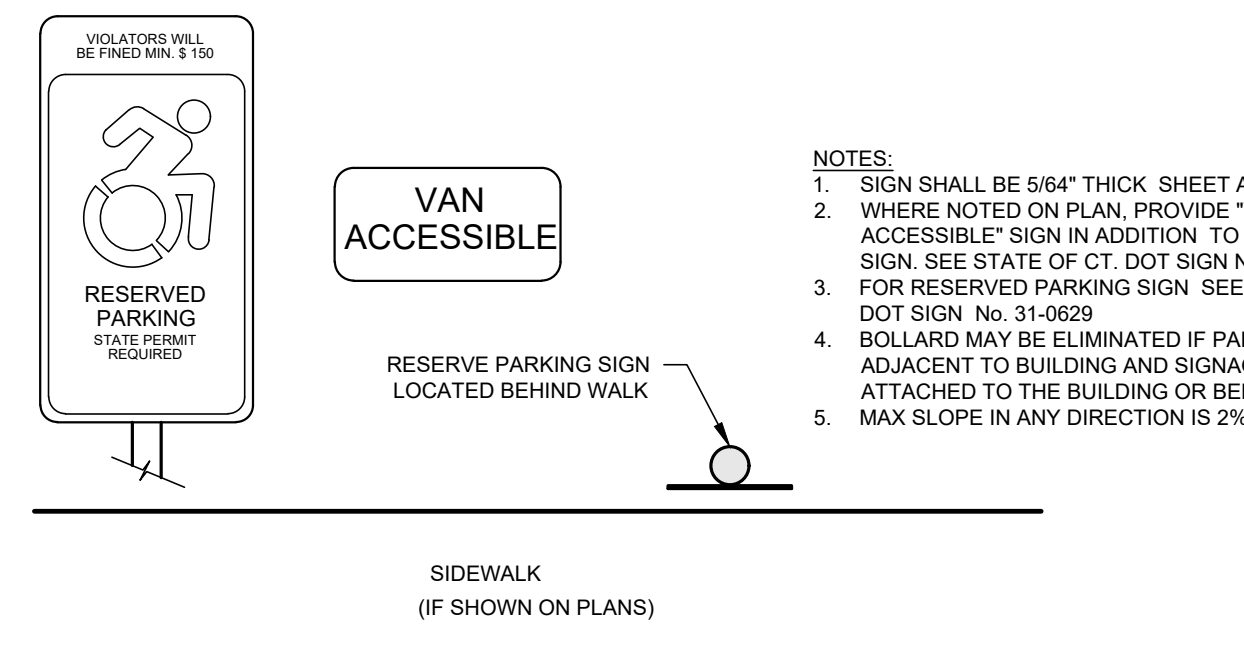 VIOLATORS WILL
BE FINED MIN. $ 150
RESERVED
PARKING
STATE PERMIT
REQUIRED
VAN
ACCESSIBLE
RESERVE PARKING SIGN
LOCATED BEHIND WALK
NOTES:
1. SIGN SHALL BE 5/64" THICK SHEET
2. WHERE NOTED ON PLAN, PROVIDE "
ACCESSIBLE" SIGN IN ADDITION TO
SIGN. SEE STATE OF CT. DOT SIGN
3. FOR RESERVED PARKING SIGN SEE
DOT SIGN No. 31-0629
4. BOLLARD MAY BE ELIMINATED IF
ADJACENT TO BUILDING AND
ATTACHED TO THE BUILDING OR
5. MAX SLOPE IN ANY DIRECTION IS 2%
SIDEWALK
(IF SHOWN ON PLANS)